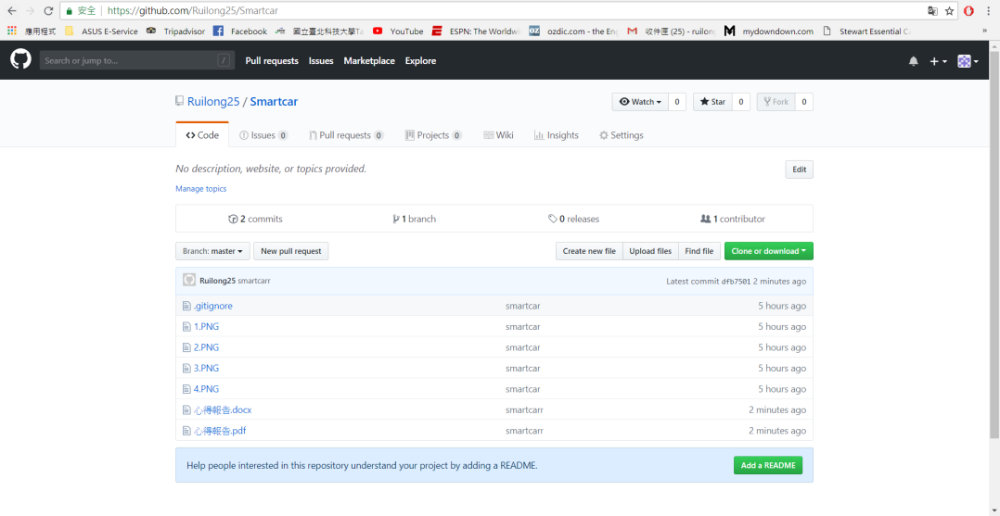 安全 https://github.com/Ruilong25/Smartcar
應用程式 ASUS E-Service Tripadvisor Facebook 國立臺北科技大學Ta YouTube ESPN: The Worldwi ozdic.com - the Eng 收件匣 (25) - ruilong mydowndown.com Stewart Essential Ca »
Search or jump to... / Pull requests Issues Marketplace Explore
Ruilong25 / Smartcar Watch 0 Star 0 Fork 0
Code Issues 0 Pull requests 0 Projects 0 Wiki Insights Settings
No description, website, or topics provided. Edit
Manage topics
2 commits 1 branch 0 releases 1 contributor
Branch: master New pull request Create new file Upload files Find file Clone or download
Ruilong25 smartcarr Latest commit dfb7501 2 minutes ago
.gitignore smartcar 5 hours ago
1.PNG smartcar 5 hours ago
2.PNG smartcar 5 hours ago
3.PNG smartcar 5 hours ago
4.PNG smartcar 5 hours ago
心得報告.docx smartcarr 2 minutes ago
心得報告.pdf smartcarr 2 minutes ago
Help people interested in this repository understand your project by adding a README. Add a README